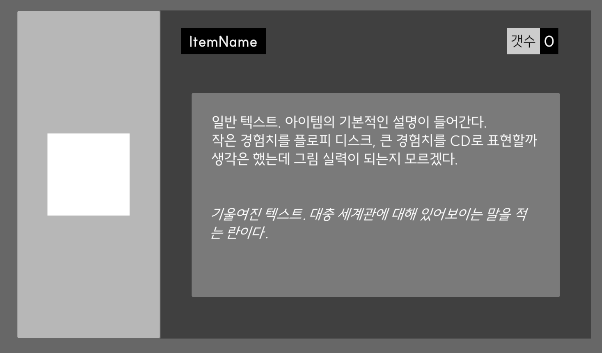 ItemName
갯수 0
일반 텍스트. 아이템의 기본적인 설명이 들어간다.
작은 경험치를 플로피 디스크, 큰 경험치를 CD로 표현할까
생각은 했는데 그림 실력이 되는지 모르겠다.
기울여진 텍스트. 대충 세계관에 대해 있어보이는 말을 적
는 란이다.